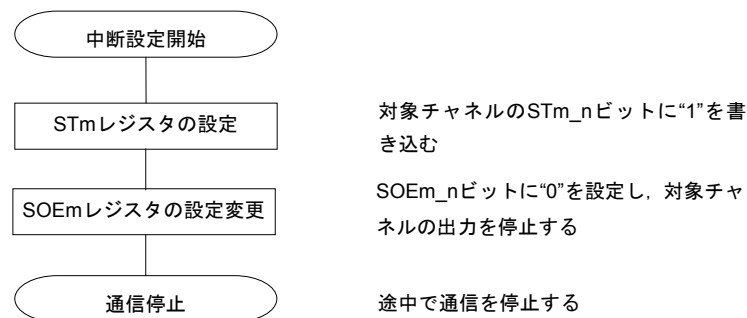 中断設定開始
STmレジスタの設定
対象チャネルのSTm_nビットに“1”を書
き込む
SOEmレジスタの設定変更
SOEm_nビットに“0”を設定し，対象チャ
ネルの出力を停止する
通信停止
途中で通信を停止する